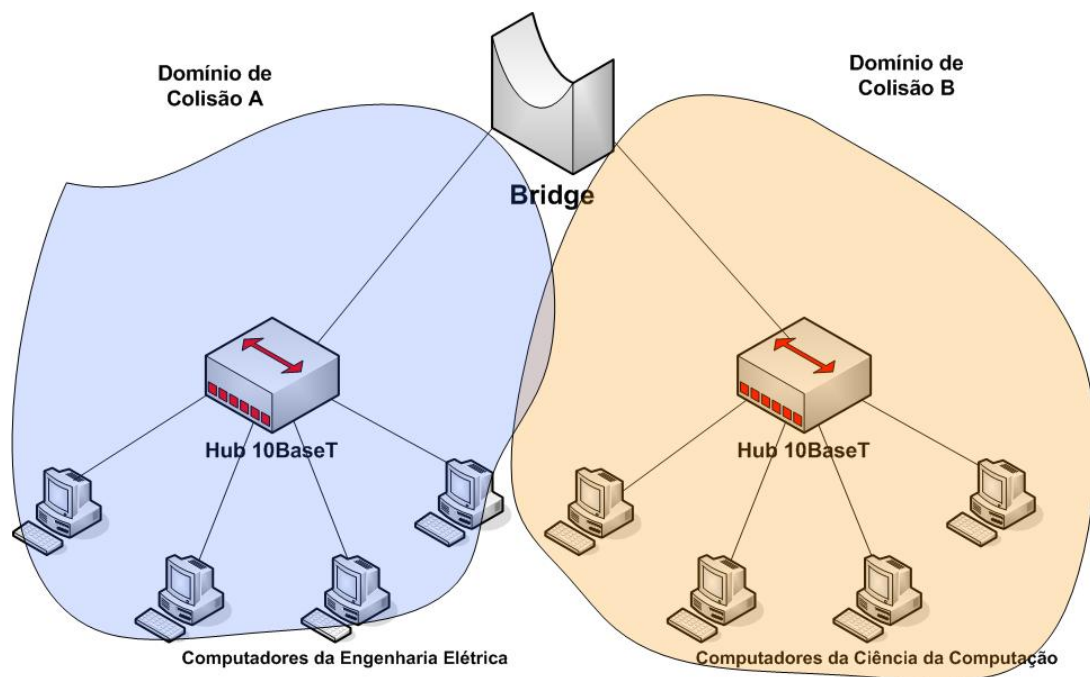 Domínio de
Colisão A
Domínio de
Colisão B
Bridge
Hub 10BaseT
Hub 10BaseT
Computadores da Engenharia Elétrica
Computadores da Ciência da Computação